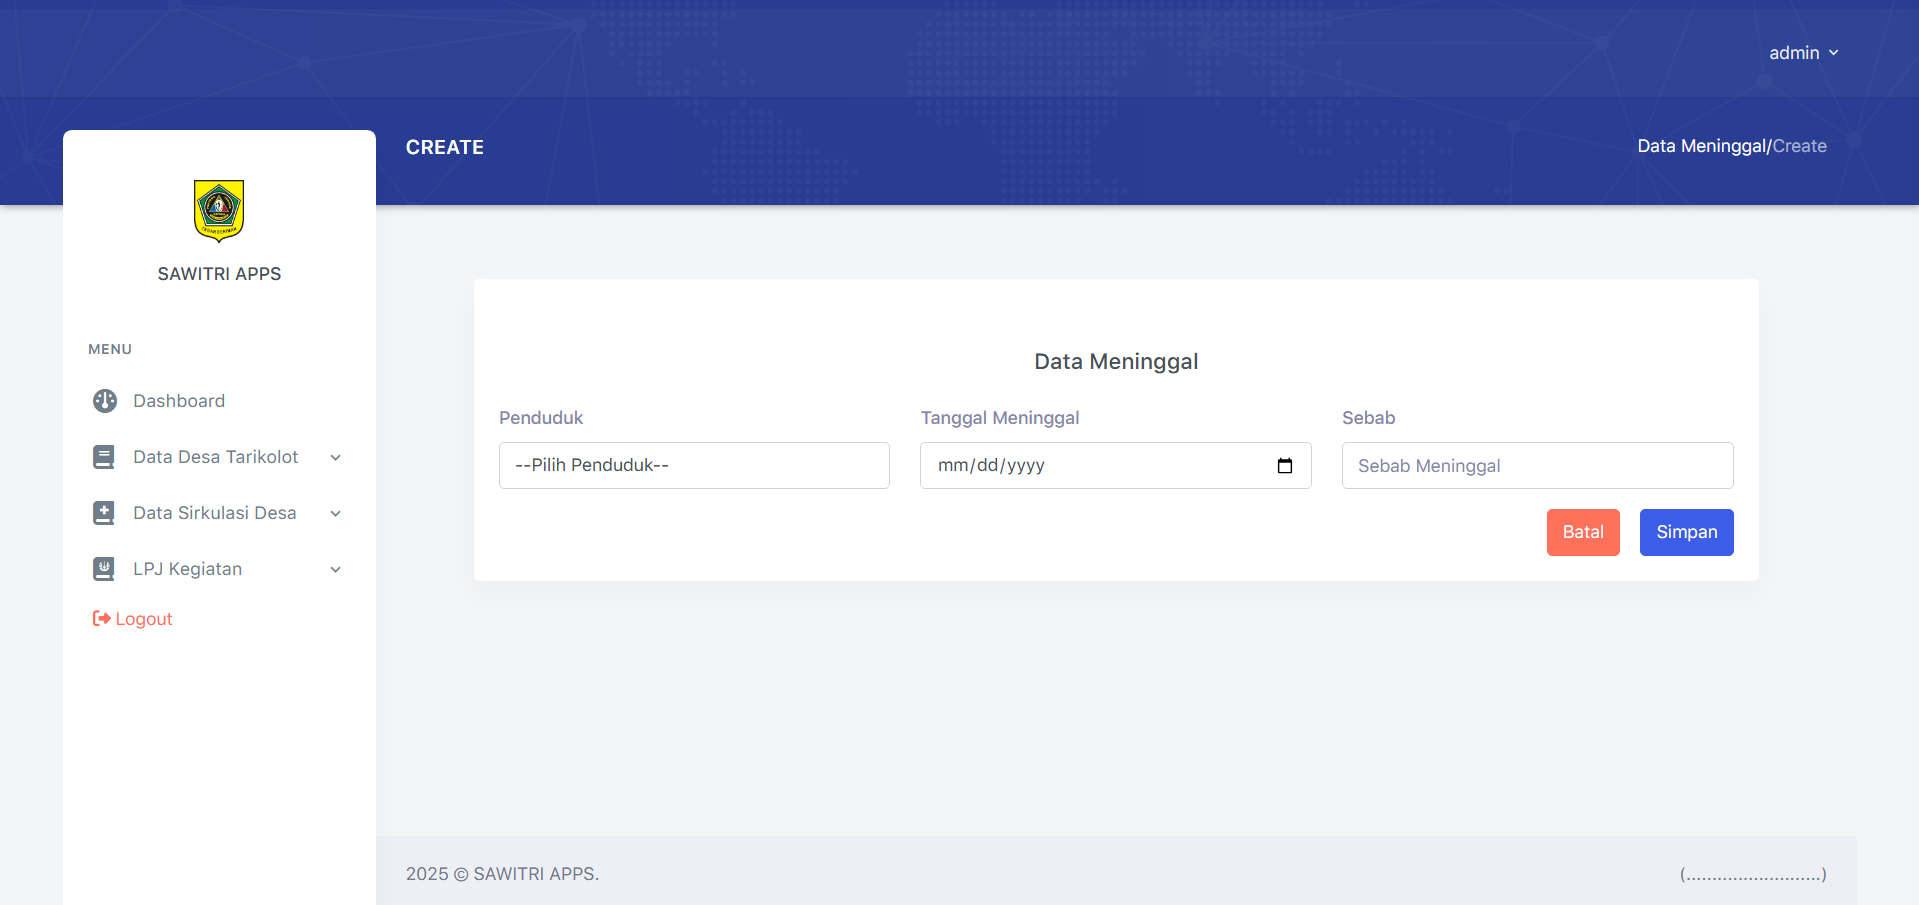 admin
CREATE
Data Meninggal/Create
SAWITRI APPS
MENU
Dashboard
Data Desa Tarikolot
Data Sirkulasi Desa
LPJ Kegiatan
Logout
Data Meninggal
Penduduk
--Pilih Penduduk--
Tanggal Meninggal
mm/dd/yyyy
Sebab
Sebab Meninggal
Batal
Simpan
2025 © SAWITRI APPS.
(..........................)